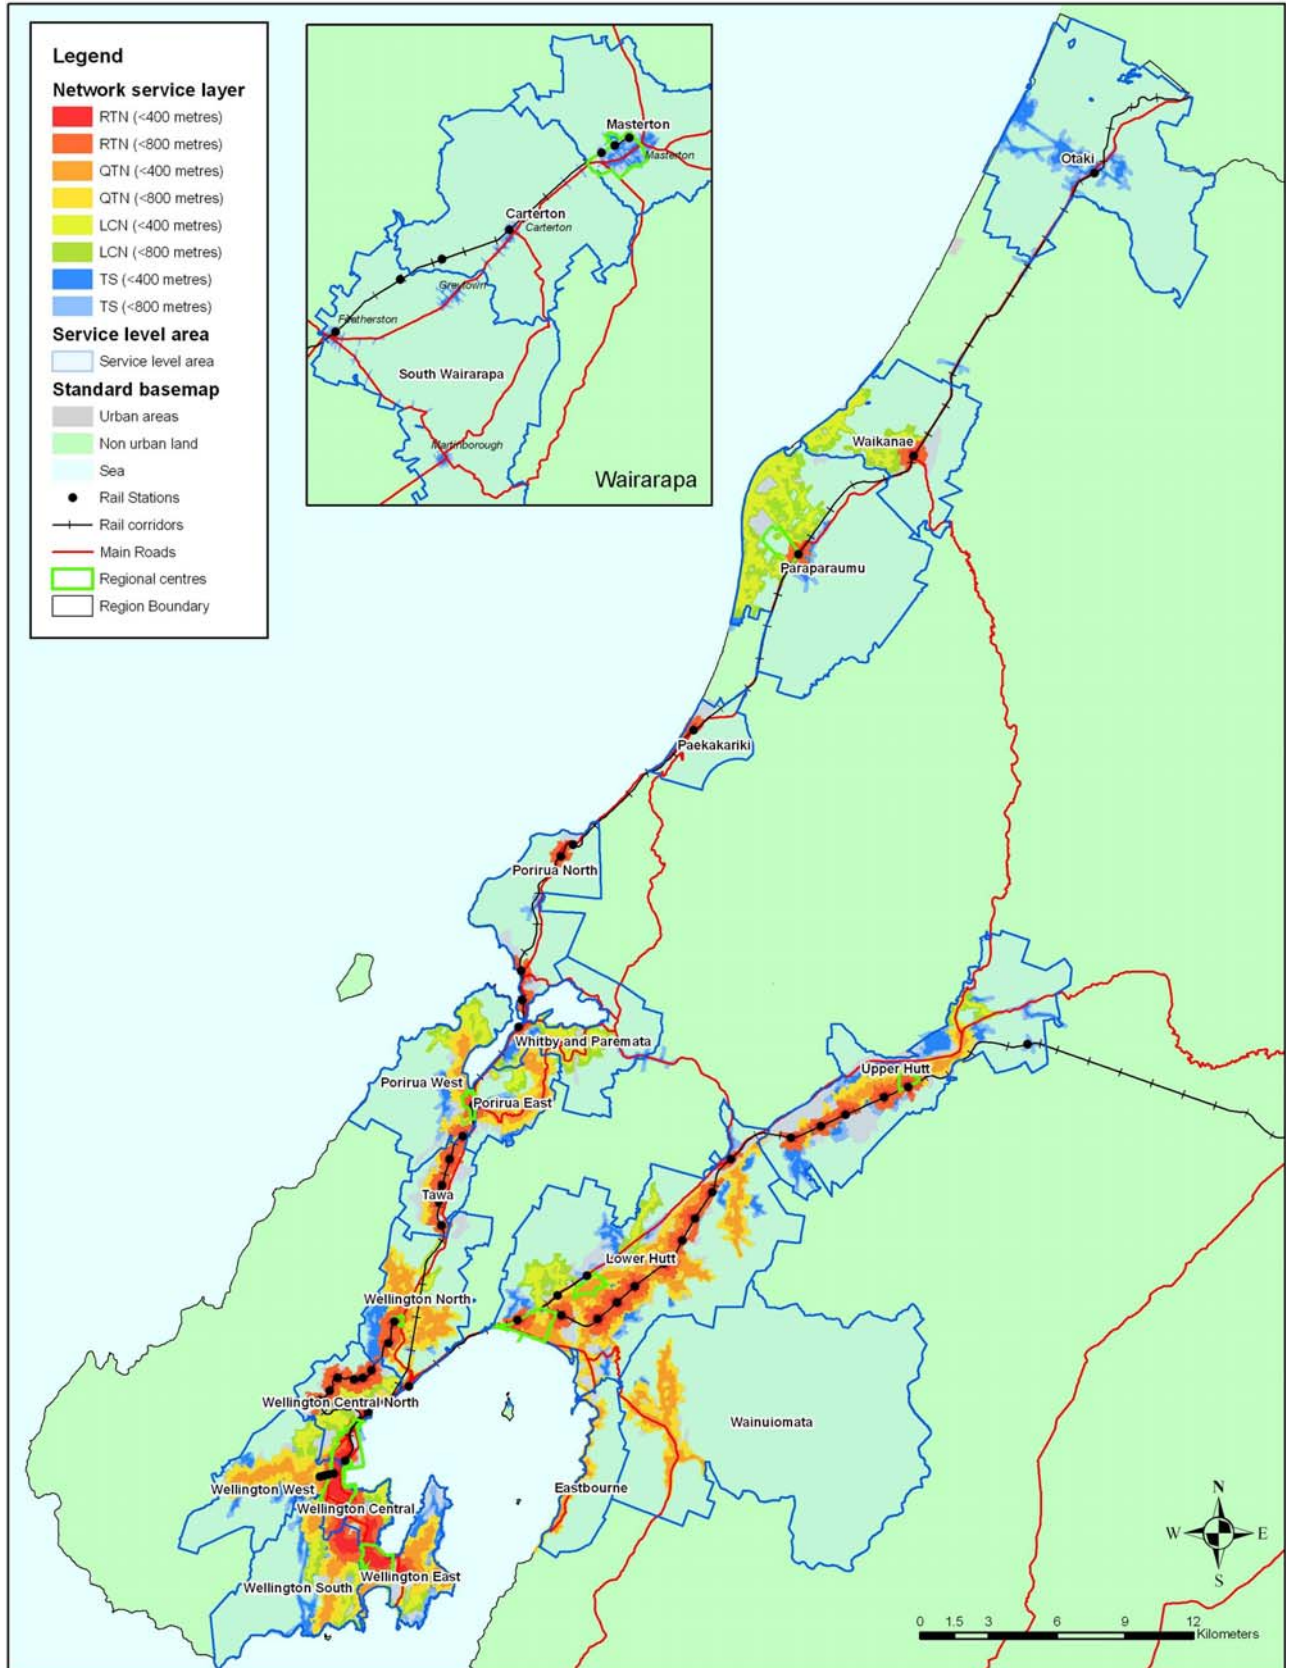 Legend
Network service layer
RTN (<400 metres)
RTN (<800 metres)
QTN (<400 metres)
QTN (<800 metres)
LCN (<400 metres)
LCN (<800 metres)
TS (<400 metres)
TS (<800 metres)
Service level area
Service level area
Standard basemap
Urban areas
Non urban land
Sea
Rail Stations
Rail corridors
Main Roads
Regional centres
Region Boundary
Masterton
Masterton
Carterton
Carterton
Greytown
Featherston
South Wairarapa
Martinborough
Wairarapa
Otaki
Waikanae
Paraparaumu
Paekakariki
Porirua North
Whitby and Paremata
Porirua West
Porirua East
Upper Hutt
Tawa
Lower Hutt
Wellington North
Wellington Central North
Wainuiomata
Wellington West
Eastbourne
Wellington Central
Wellington East
Wellington South
N
W E
S
0 1.5 3 6 9 12
Kilometers